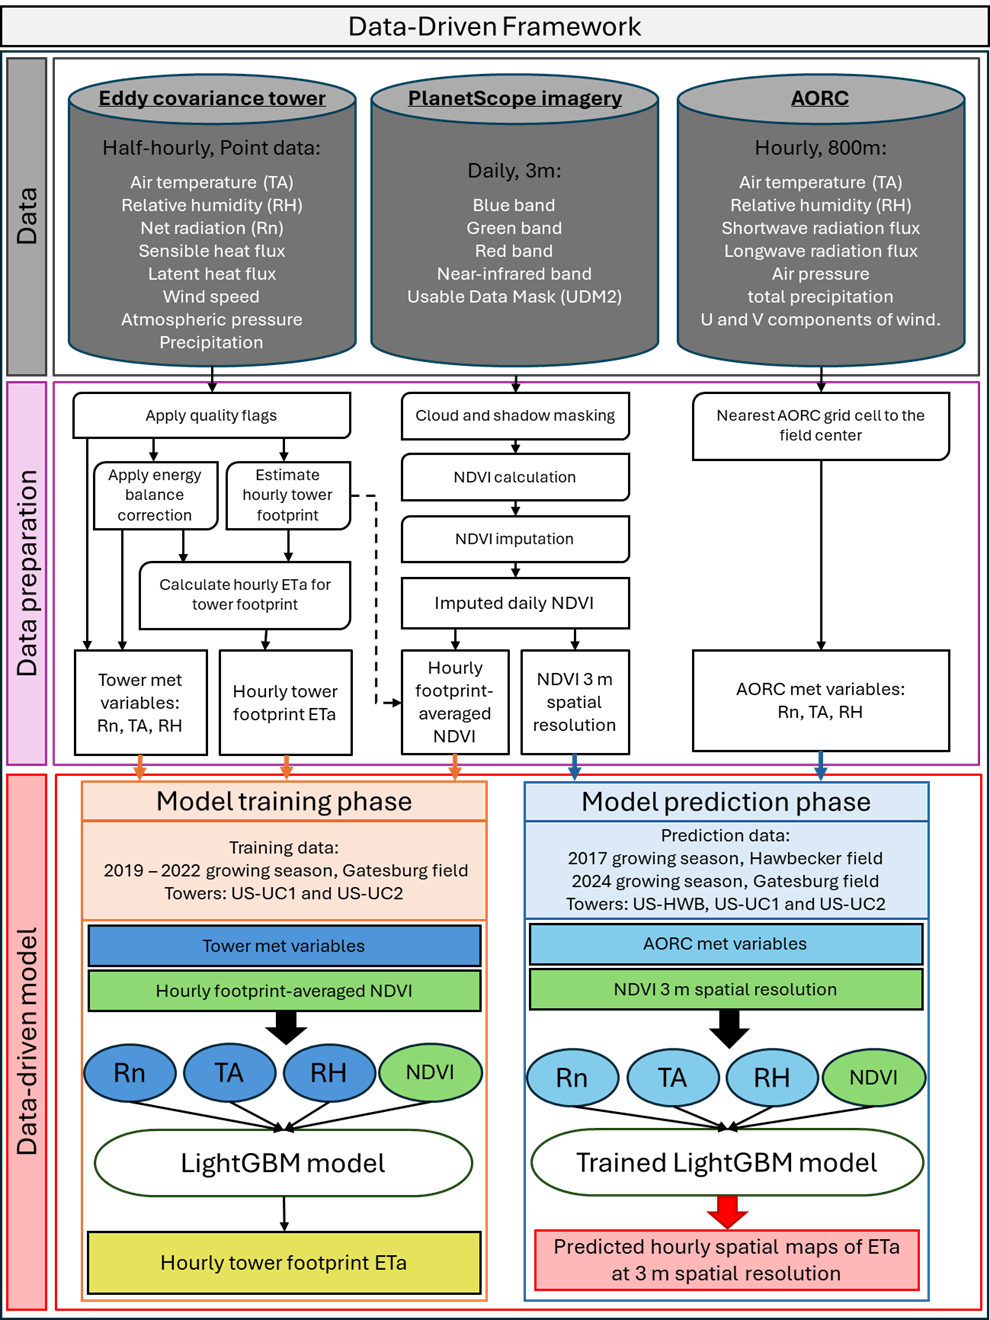 Data-Driven Framework
Data
Eddy covariance tower
Half-hourly, Point data:
Air temperature (TA)
Relative humidity (RH)
Net radiation (Rn)
Sensible heat flux
Latent heat flux
Wind speed
Atmospheric pressure
Precipitation
PlanetScope imagery
Daily, 3m:
Blue band
Green band
Red band
Near-infrared band
Usable Data Mask (UDM2)
AORC
Hourly, 800m:
Air temperature (TA)
Relative humidity (RH)
Shortwave radiation flux
Longwave radiation flux
Air pressure
total precipitation
U and V components of wind.
Data preparation
Apply quality flags
Apply energy
balance
correction
Estimate
hourly tower
footprint
Calculate hourly ETa for
tower footprint
Tower met
variables:
Rn, TA, RH
Hourly tower
footprint ETa
Cloud and shadow masking
NDVI calculation
NDVI imputation
Imputed daily NDVI
Hourly
footprint-
averaged
NDVI
NDVI 3 m
spatial
resolution
Nearest AORC grid cell to the
field center
AORC met variables:
Rn, TA, RH
Data-driven model
Model training phase
Training data:
2019 – 2022 growing season, Gatesburg field
Towers: US-UC1 and US-UC2
Tower met variables
Hourly footprint-averaged NDVI
Rn
TA
RH
NDVI
LightGBM model
Hourly tower footprint ETa
Model prediction phase
Prediction data:
2017 growing season, Hawbecker field
2024 growing season, Gatesburg field
Towers: US-HWB, US-UC1 and US-UC2
AORC met variables
NDVI 3 m spatial resolution
Rn
TA
RH
NDVI
Trained LightGBM model
Predicted hourly spatial maps of ETa
at 3 m spatial resolution